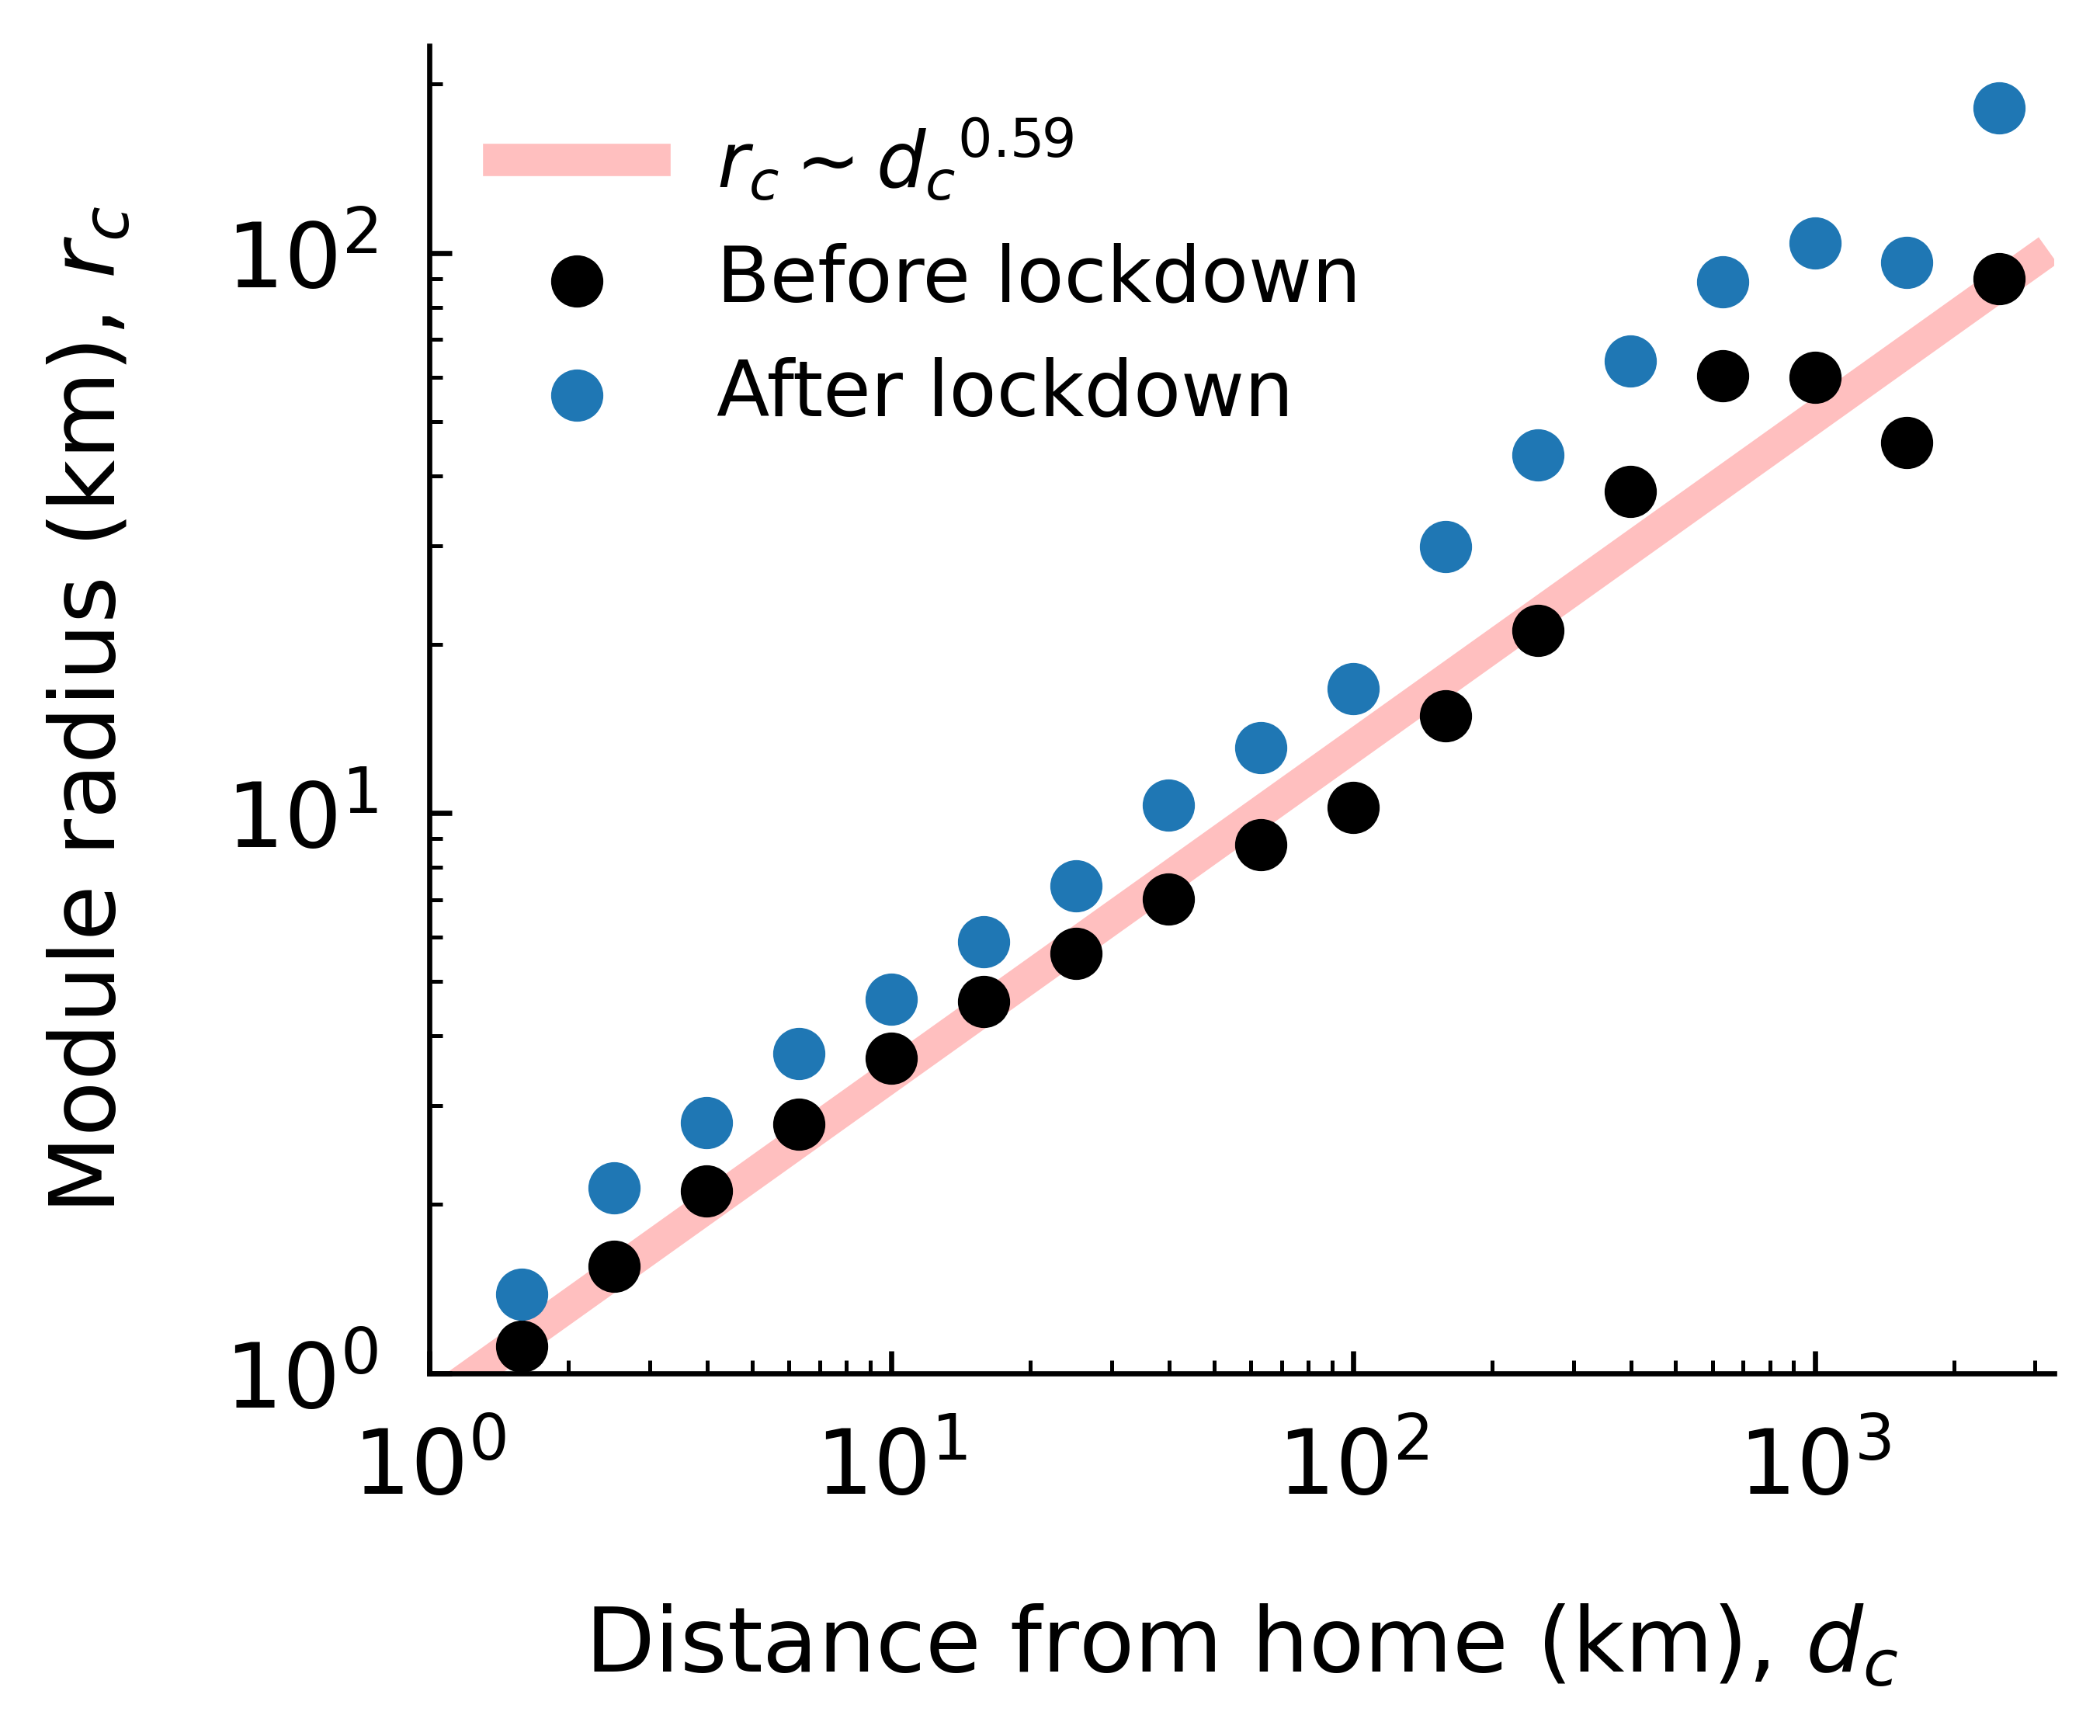 Module radius (km), r_c
10^2
10^1
10^0
r_c ~ d_c^0.59
Before lockdown
After lockdown
10^0 10^1 10^2 10^3
Distance from home (km), d_c